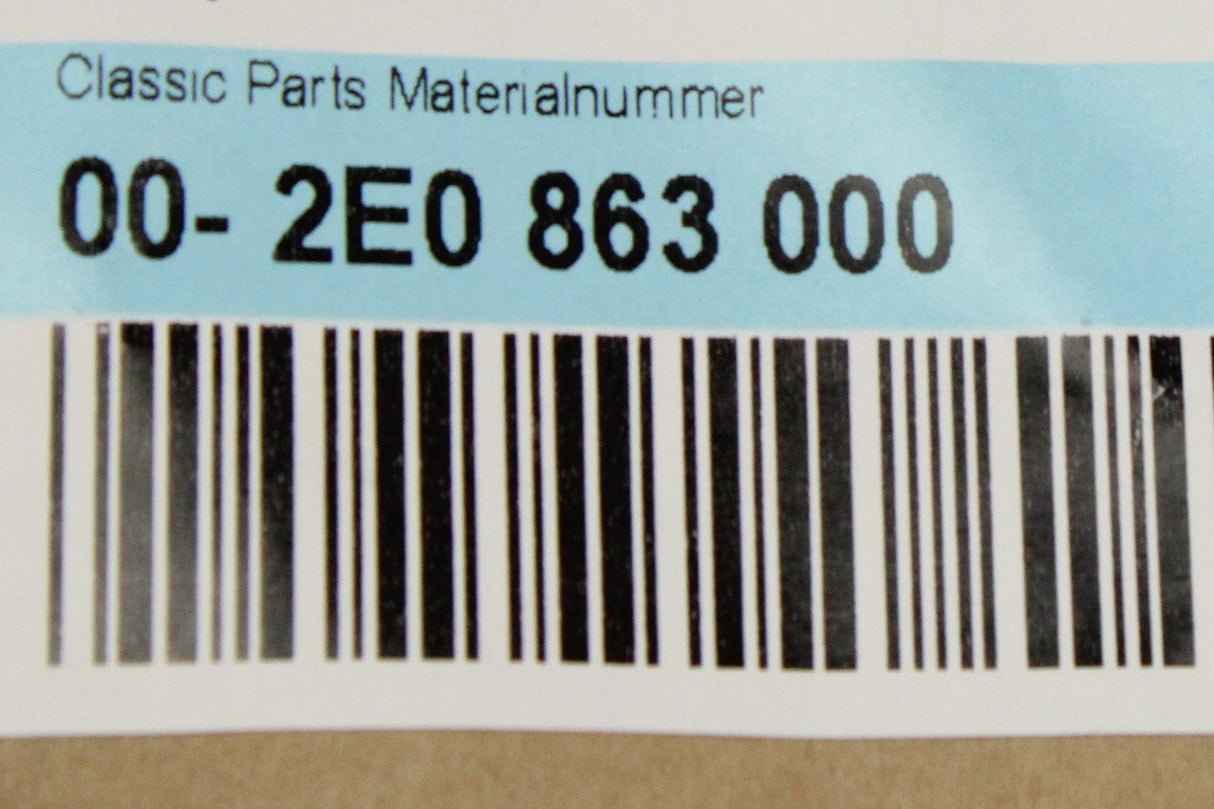 Classic Parts Materialnummer
00- 2E0 863 000